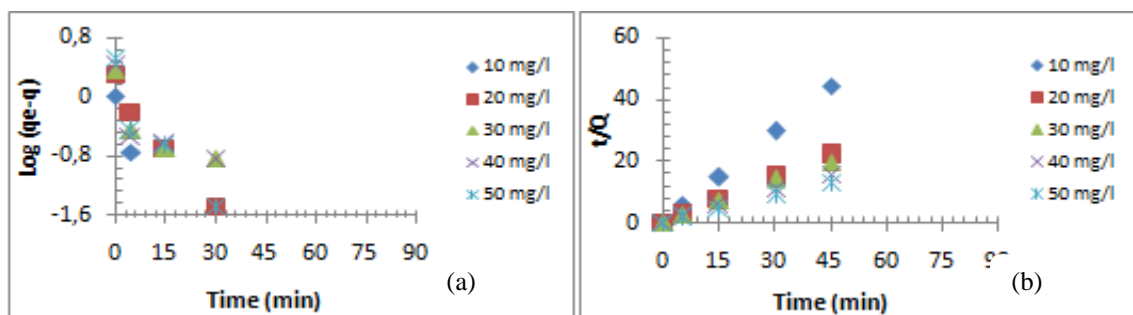 Log (qe-q)
0,8
0
-0,8
-1,6
0 15 30 45 60 75 90
Time (min)
10 mg/l
20 mg/l
30 mg/l
40 mg/l
50 mg/l
(a)
t/Q
60
40
20
0
0 15 30 45 60 75
Time (min)
10 mg/l
20 mg/l
30 mg/l
40 mg/l
50 mg/l
(b)